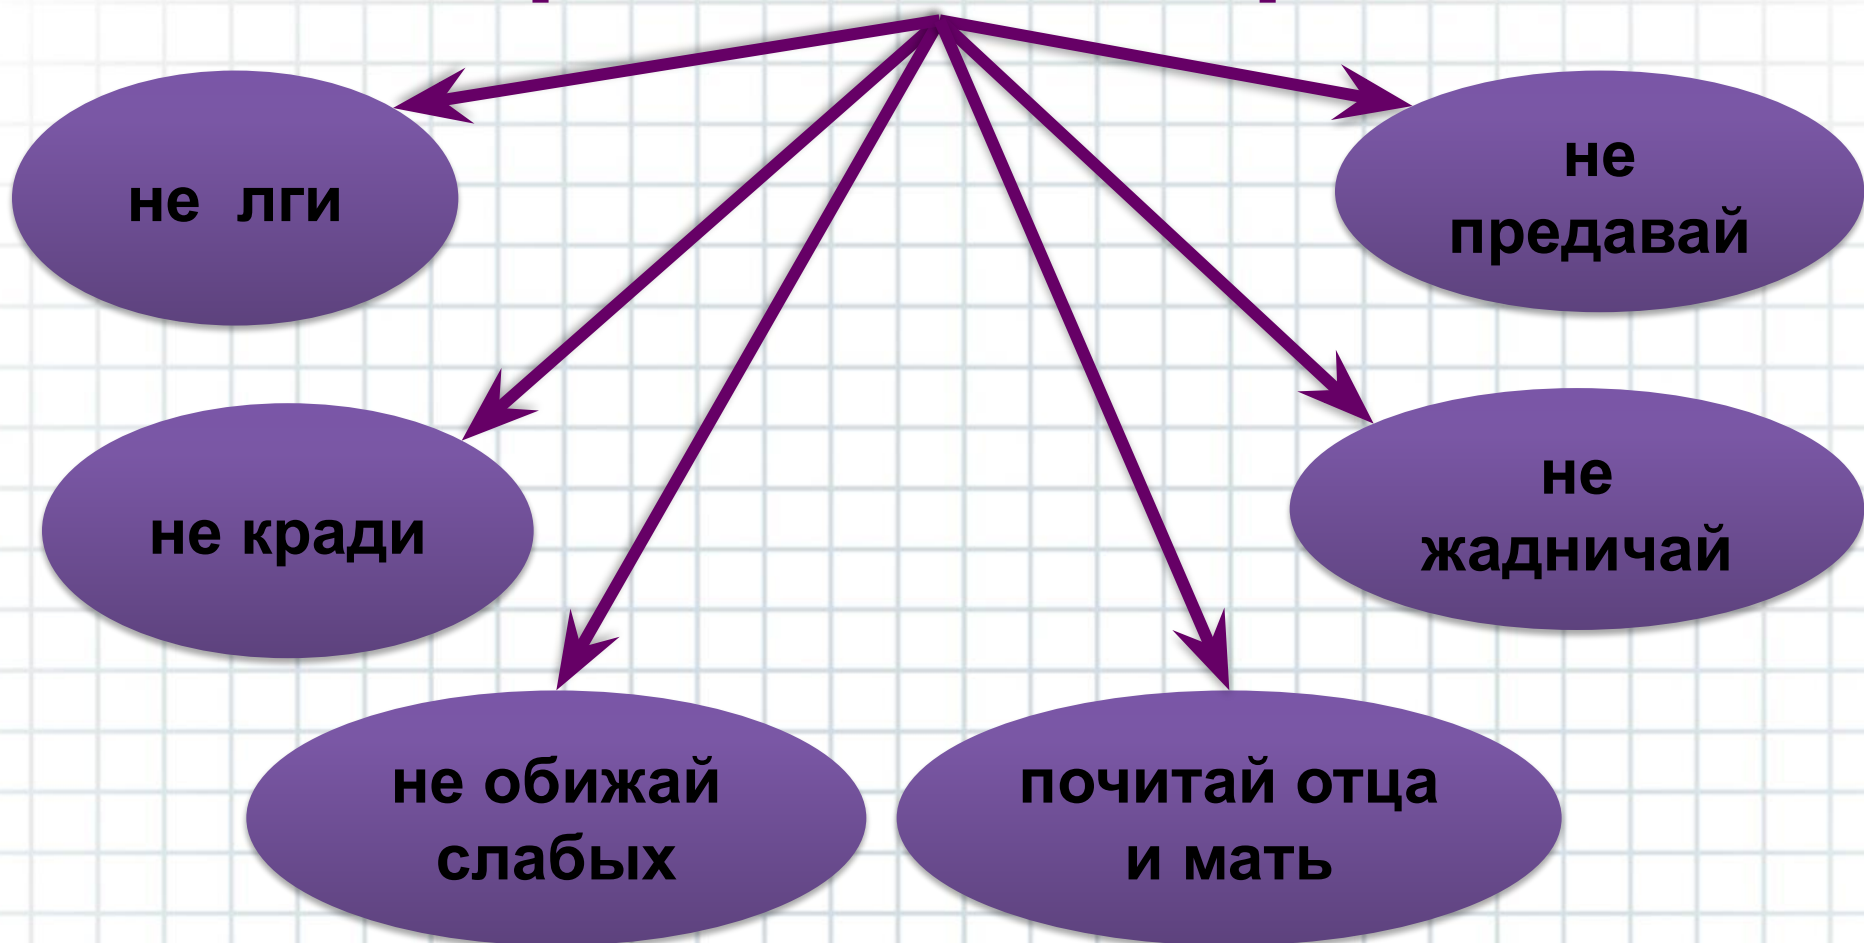 не лги
не
предавай
не кради
не
жадничай
не обижай
слабых
почитай отца
и мать